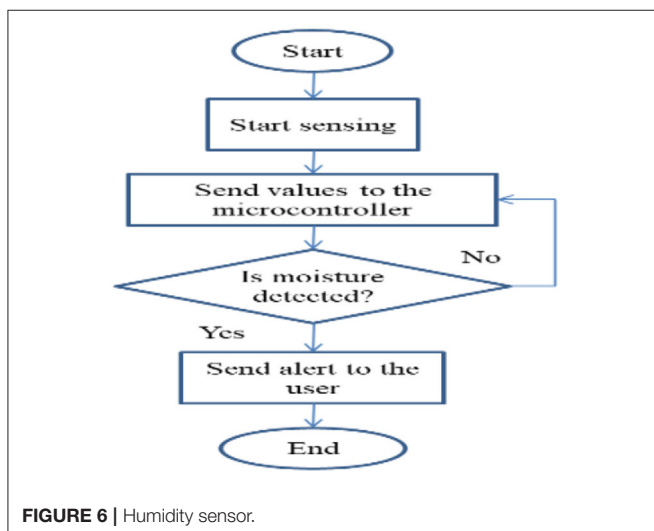 Start
Start sensing
Send values to the
microcontroller
No
Is moisture
detected?
Yes
Send alert to the
user
End
FIGURE 6 | Humidity sensor.